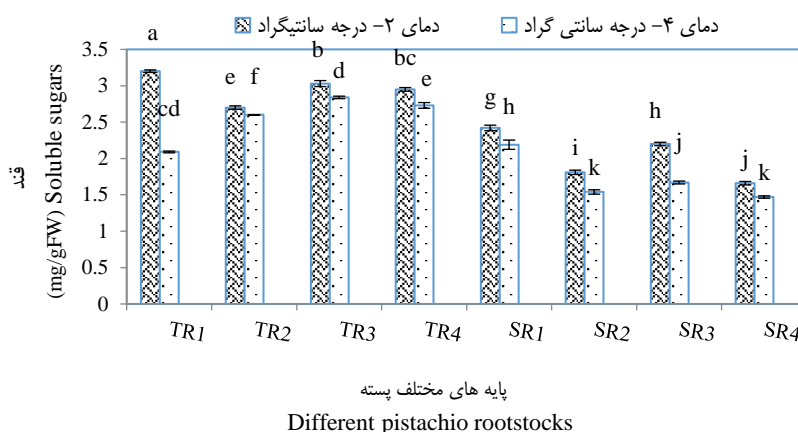 دمای ۲- درجه سانتیگراد دمای ۴- درجه سانتی گراد
a
cd
e
f
b
d
bc
e
g
h
i
k
h
j
j
k
3.5
3
2.5
2
1.5
1
0.5
0
قند
(mg/gFW) Soluble sugars
TR1 TR2 TR3 TR4 SR1 SR2 SR3 SR4
پایه های مختلف پسته
Different pistachio rootstocks